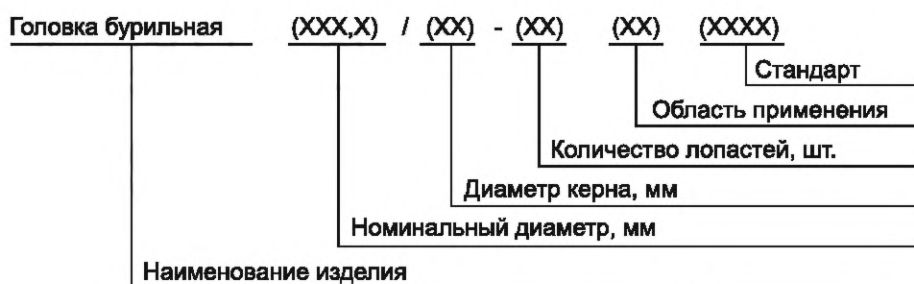 Головка бурильная (XXX,X) / (XX) - (XX) (XX) (XXXX)
Стандарт
Область применения
Количество лопастей, шт.
Диаметр керна, мм
Номинальный диаметр, мм
Наименование изделия